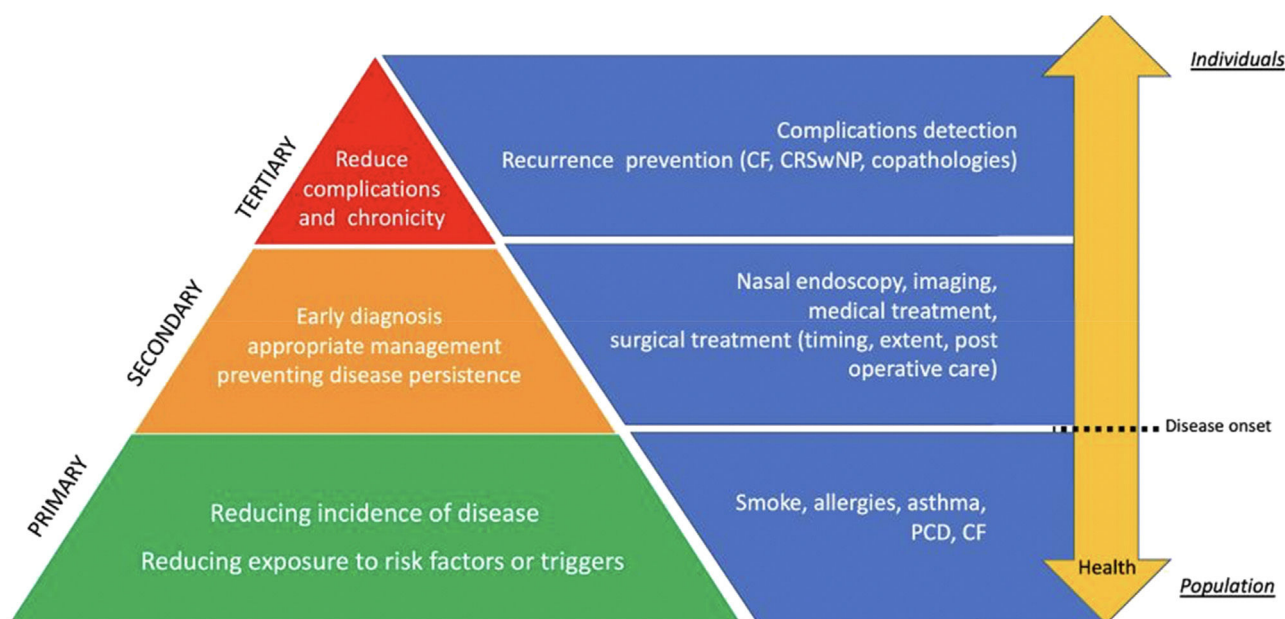 Individuals
Complications detection
Recurrence prevention (CF, CRSwNP, copathologies)
TERTIARY
Reduce
complications
and chronicity
Nasal endoscopy, imaging,
medical treatment,
surgical treatment (timing, extent, post
operative care)
SECONDARY
Early diagnosis
appropriate management
preventing disease persistence
Disease onset
PRIMARY
Reducing incidence of disease
Reducing exposure to risk factors or triggers
Smoke, allergies, asthma,
PCD, CF
Health
Population